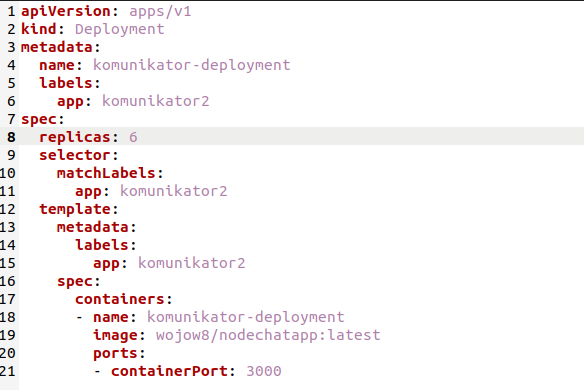 1 apiVersion: apps/v1
2 kind: Deployment
3 metadata:
4   name: komunikator-deployment
5   labels:
6     app: komunikator2
7 spec:
8   replicas: 6
9   selector:
10     matchLabels:
11       app: komunikator2
12   template:
13     metadata:
14       labels:
15         app: komunikator2
16     spec:
17       containers:
18       - name: komunikator-deployment
19         image: wojow8/nodechatapp:latest
20         ports:
21         - containerPort: 3000